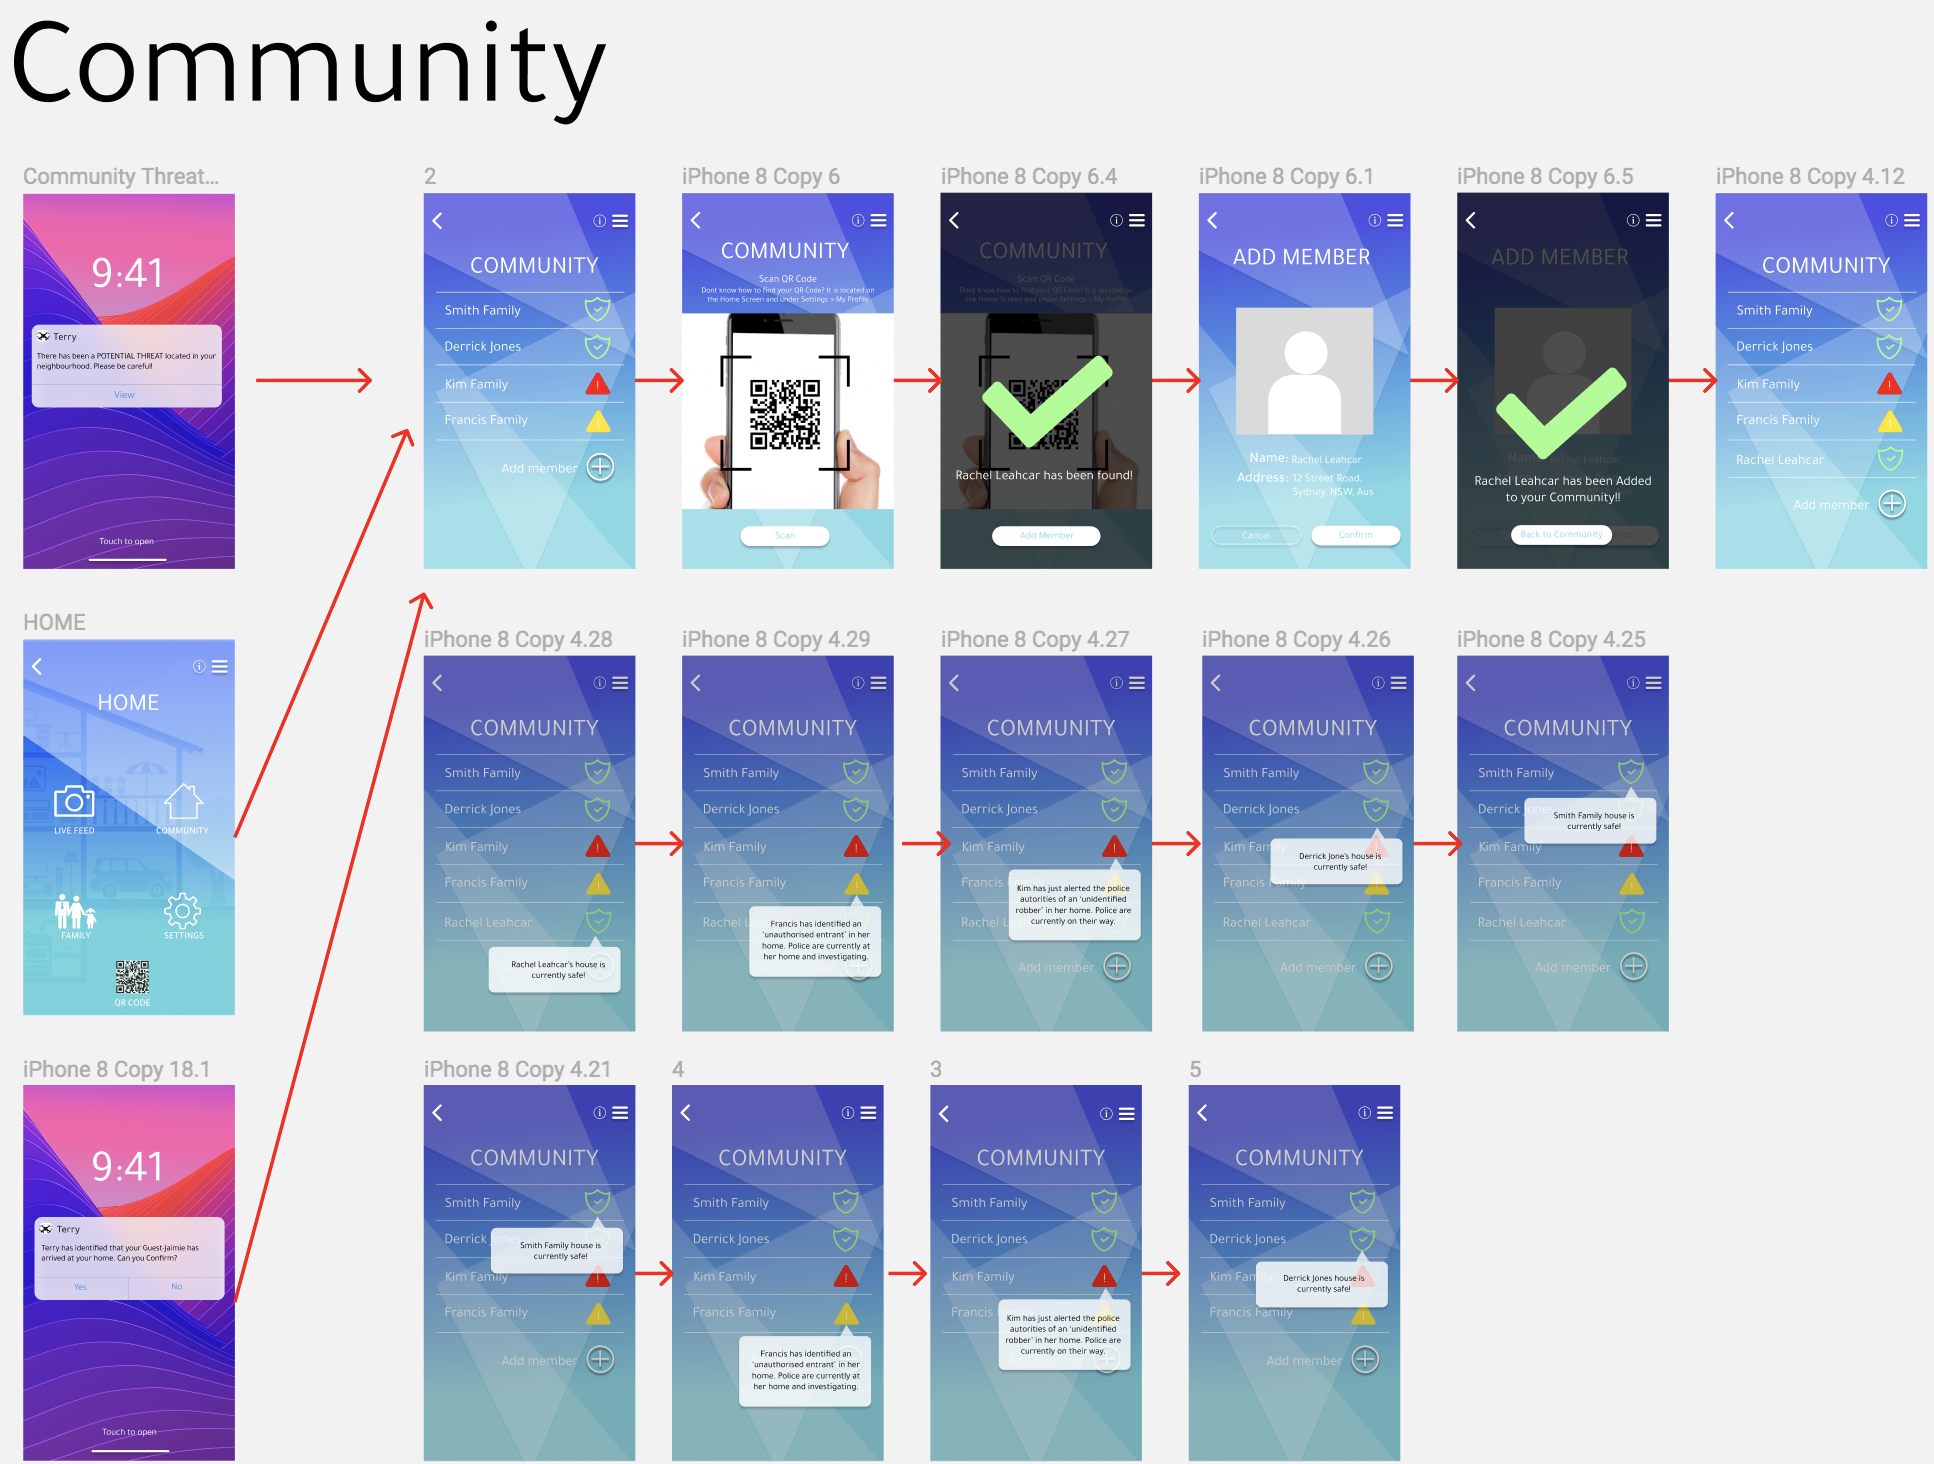 Community
Community Threat...
9:41
Terry
There has been a POTENTIAL THREAT located in your
neighbourhood. Please be careful!
View
Touch to open
2
COMMUNITY
Smith Family
Derrick Jones
Kim Family
Francis Family
Add member
iPhone 8 Copy 6
COMMUNITY
Scan QR Code
Dont know how to find your QR Code? It is located on
the Home Screen and under Settings > My Profile
Scan
iPhone 8 Copy 6.4
COMMUNITY
Scan QR Code
Dont know how to find your QR Code? It is located on
the Home Screen and under Settings > My Profile
Rachel Leahcar has been found!
Add Member
iPhone 8 Copy 6.1
ADD MEMBER
Name: Rachel Leahcar
Address: 12 Street Road,
Sydney, NSW, Aus
Cancel
Confirm
iPhone 8 Copy 6.5
ADD MEMBER
Name: Rachel Leahcar
Rachel Leahcar has been Added
to your Community!!
Back to Community
iPhone 8 Copy 4.12
COMMUNITY
Smith Family
Derrick Jones
Kim Family
Francis Family
Rachel Leahcar
Add member
HOME
HOME
LIVE FEED
COMMUNITY
FAMILY
SETTINGS
QR CODE
iPhone 8 Copy 4.28
COMMUNITY
Smith Family
Derrick Jones
Kim Family
Francis Family
Rachel Leahcar
Rachel Leahcar's house is
currently safe!
iPhone 8 Copy 4.29
COMMUNITY
Smith Family
Derrick Jones
Kim Family
Francis Family
Rachel L
Francis has identified an
'unauthorised entrant' in her
home. Police are currently at
her home and investigating.
iPhone 8 Copy 4.27
COMMUNITY
Smith Family
Derrick Jones
Kim Family
Francis
Kim has just alerted the police
autorities of an 'unidentified
robber' in her home. Police are
currently on their way.
Rachel Le
Add member
iPhone 8 Copy 4.26
COMMUNITY
Smith Family
Derrick Jones
Kim Family
Derrick Jone's house is
currently safe!
Francis Family
Rachel Leahcar
Add member
iPhone 8 Copy 4.25
COMMUNITY
Smith Family
Derrick Jones
Smith Family house is
currently safe!
Kim Family
Francis Family
Rachel Leahcar
Add member
iPhone 8 Copy 18.1
9:41
Terry
Terry has identified that your Guest-Jaimie has
arrived at your home. Can you Confirm?
Yes
No
Touch to open
iPhone 8 Copy 4.21
COMMUNITY
Smith Family
Derrick
Smith Family house is
currently safe!
Kim Family
Francis Family
Add member
4
COMMUNITY
Smith Family
Derrick Jones
Kim Family
Francis Family
Francis has identified an
'unauthorised entrant' in her
home. Police are currently at
her home and investigating.
3
COMMUNITY
Smith Family
Derrick Jones
Kim Family
Francis
Kim has just alerted the police
autorities of an 'unidentified
robber' in her home. Police are
currently on their way.
5
COMMUNITY
Smith Family
Derrick Jones
Kim Family
Derrick Jones house is
currently safe!
Francis Family
Add member